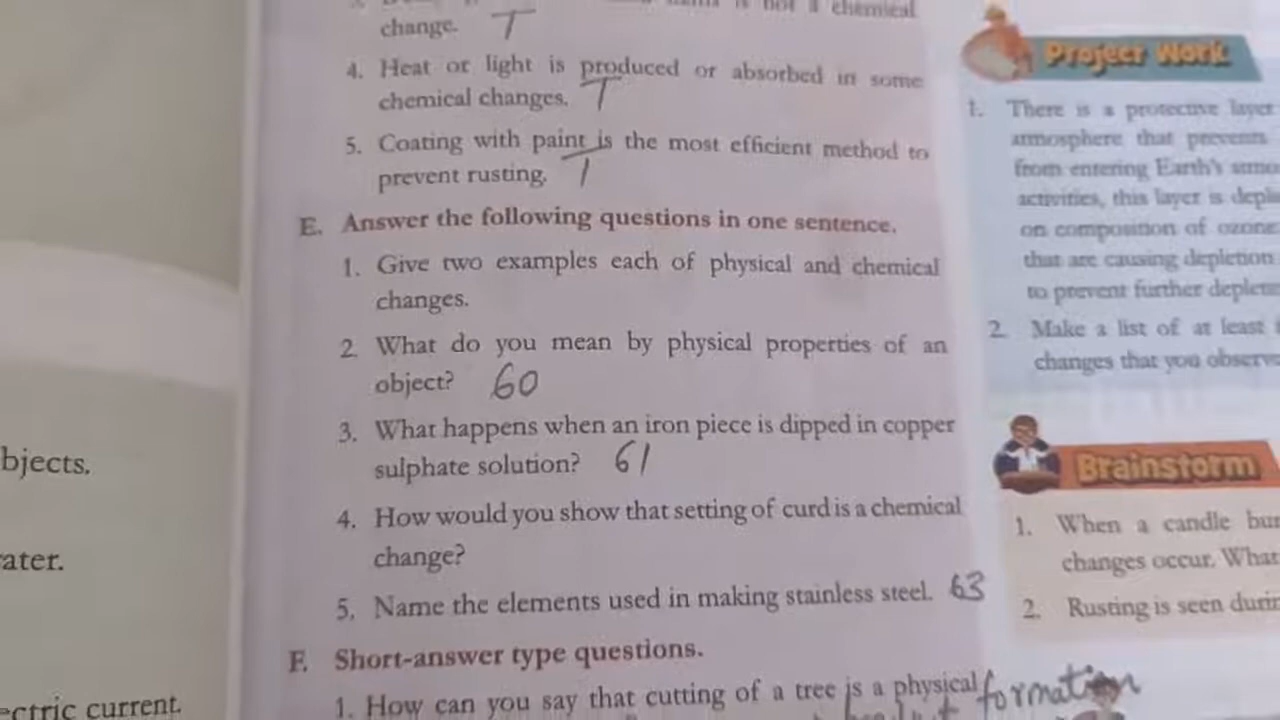 is not a chemical
change. T
4. Heat or light is produced or absorbed in some
chemical changes. T
5. Coating with paint is the most efficient method to
prevent rusting. T
E. Answer the following questions in one sentence.
1. Give two examples each of physical and chemical
changes.
2. What do you mean by physical properties of an
object? 60
3. What happens when an iron piece is dipped in copper
sulphate solution? 61
4. How would you show that setting of curd is a chemical
change?
5. Name the elements used in making stainless steel. 63
F. Short-answer type questions.
1. How can you say that cutting of a tree is a physical formation
bjects.
ater.
ectric current.
Project Work
1. There is a protective layer
atmosphere that prevents
from entering Earth's atmo
activities, this layer is deple
on composition of ozone
that are causing depletion
to prevent further deplet
2. Make a list of at least
changes that you observe
Brainstorm
1. When a candle bur
changes occur. What
2. Rusting is seen durin